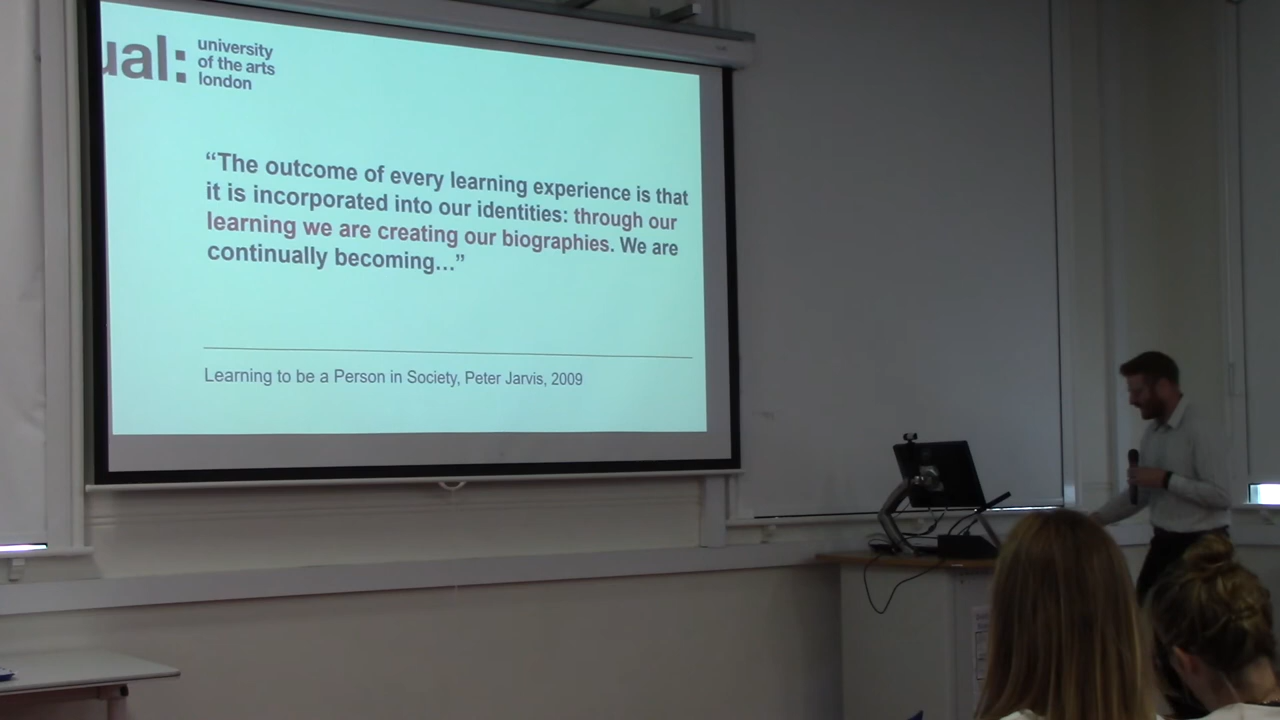 ual:
university
of the arts
london
“The outcome of every learning experience is that
it is incorporated into our identities: through our
learning we are creating our biographies. We are
continually becoming…”
Learning to be a Person in Society, Peter Jarvis, 2009